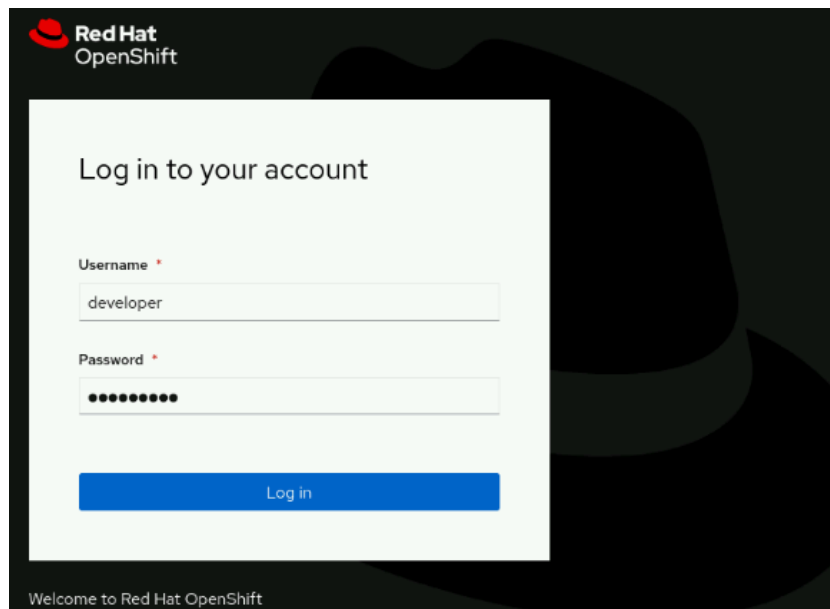 Red Hat
OpenShift
Log in to your account
Username *
developer
Password *
●●●●●●●●●
Log in
Welcome to Red Hat OpenShift